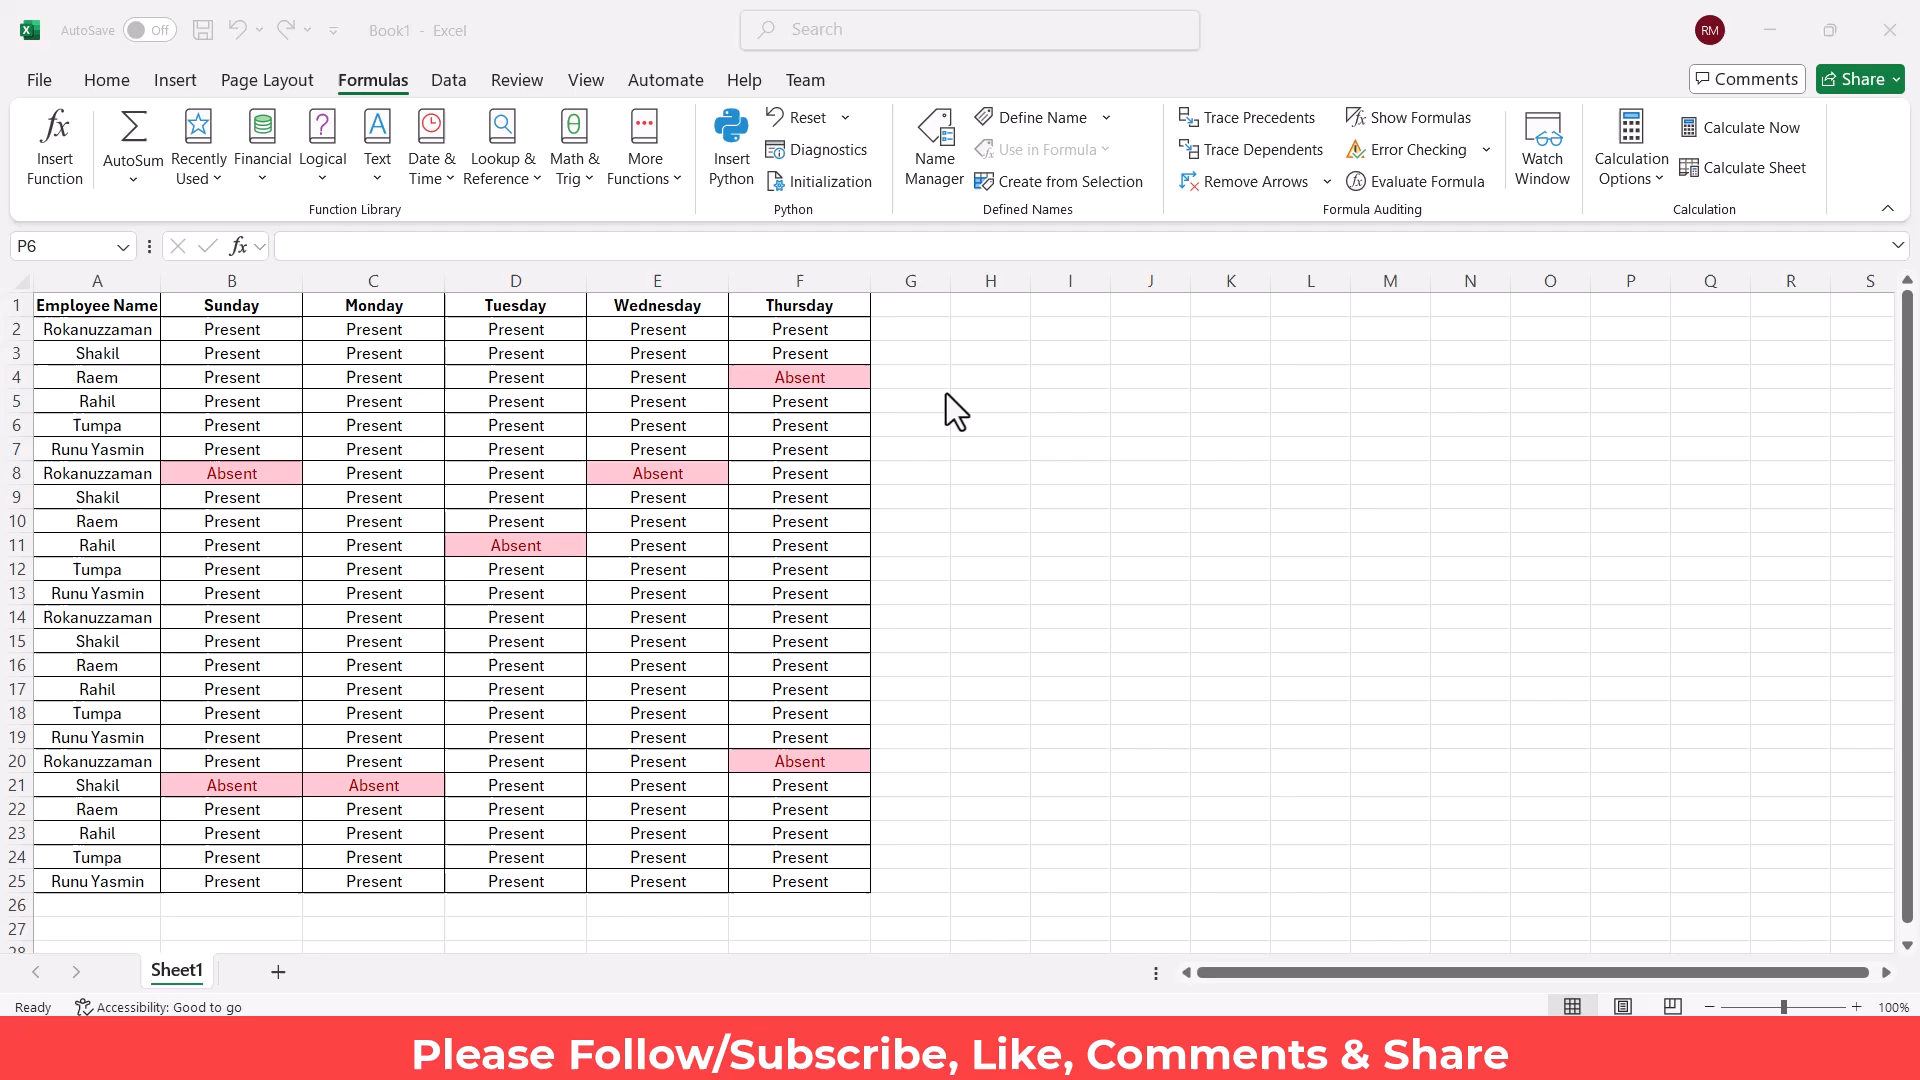 AutoSave Off Book1 - Excel Search RM
File Home Insert Page Layout Formulas Data Review View Automate Help Team Comments Share
Insert Function
AutoSum
Recently Used
Financial
Logical
Text
Date & Time
Lookup & Reference
Math & Trig
More Functions
Function Library
Insert Python
Reset
Diagnostics
Initialization
Python
Name Manager
Define Name
Use in Formula
Create from Selection
Defined Names
Trace Precedents
Trace Dependents
Remove Arrows
Show Formulas
Error Checking
Evaluate Formula
Formula Auditing
Watch Window
Calculation Options
Calculate Now
Calculate Sheet
Calculation
P6 fx
A B C D E F G H I J K L M N O P Q R S
1 Employee Name Sunday Monday Tuesday Wednesday Thursday
2 Rokanuzzaman Present Present Present Present Present
3 Shakil Present Present Present Present Present
4 Raem Present Present Present Present Absent
5 Rahil Present Present Present Present Present
6 Tumpa Present Present Present Present Present
7 Runu Yasmin Present Present Present Present Present
8 Rokanuzzaman Absent Present Present Absent Present
9 Shakil Present Present Present Present Present
10 Raem Present Present Present Present Present
11 Rahil Present Present Absent Present Present
12 Tumpa Present Present Present Present Present
13 Runu Yasmin Present Present Present Present Present
14 Rokanuzzaman Present Present Present Present Present
15 Shakil Present Present Present Present Present
16 Raem Present Present Present Present Present
17 Rahil Present Present Present Present Present
18 Tumpa Present Present Present Present Present
19 Runu Yasmin Present Present Present Present Present
20 Rokanuzzaman Present Present Present Present Absent
21 Shakil Absent Absent Present Present Present
22 Raem Present Present Present Present Present
23 Rahil Present Present Present Present Present
24 Tumpa Present Present Present Present Present
25 Runu Yasmin Present Present Present Present Present
26
27
28
Sheet1
Ready Accessibility: Good to go 100%
Please Follow/Subscribe, Like, Comments & Share